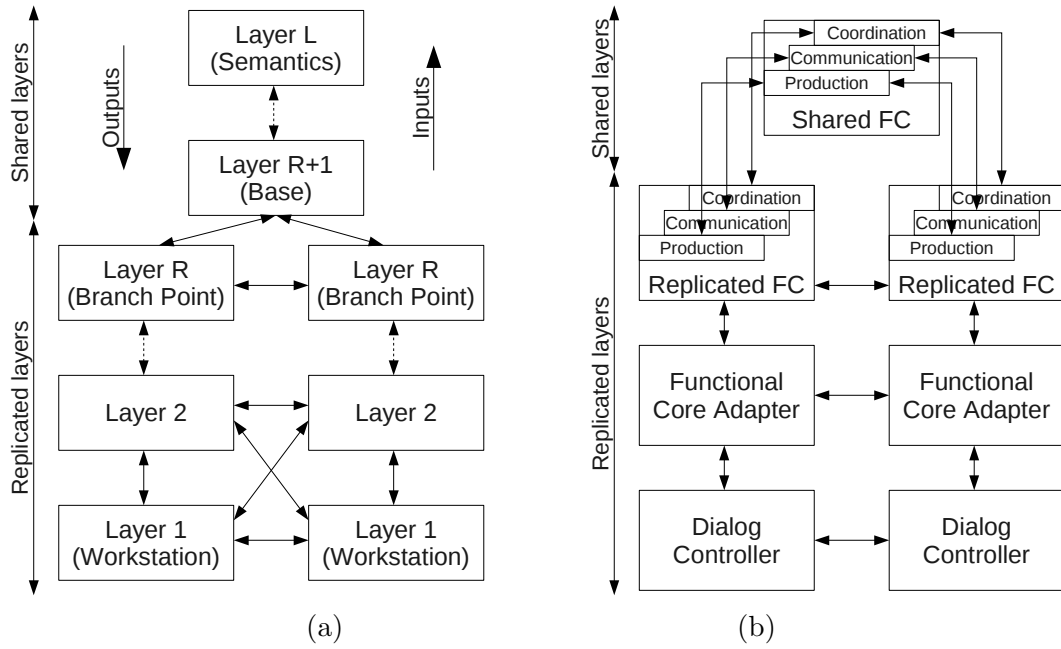 Shared layers
Replicated layers
Outputs
Inputs
Layer L
(Semantics)
Layer R+1
(Base)
Layer R
(Branch Point)
Layer R
(Branch Point)
Layer 2
Layer 2
Layer 1
(Workstation)
Layer 1
(Workstation)
(a)
Shared layers
Replicated layers
Coordination
Communication
Production
Shared FC
Coordination
Communication
Production
Replicated FC
Coordination
Communication
Production
Replicated FC
Functional
Core Adapter
Functional
Core Adapter
Dialog
Controller
Dialog
Controller
(b)